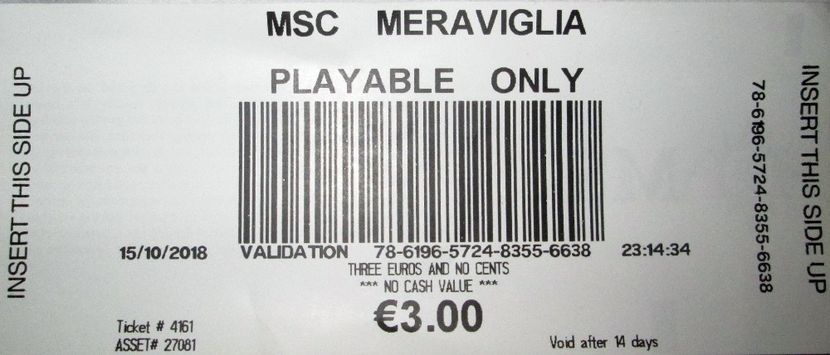 MSC MERAVIGLIA
PLAYABLE ONLY
INSERT THIS SIDE UP
15/10/2018 VALIDATION 78-6196-5724-8355-6638 23:14:34
THREE EUROS AND NO CENTS
*** NO CASH VALUE ***
€3.00
Ticket # 4161
ASSET# 27081
Void after 14 days
78-6196-5724-8355-6638
INSERT THIS SIDE UP